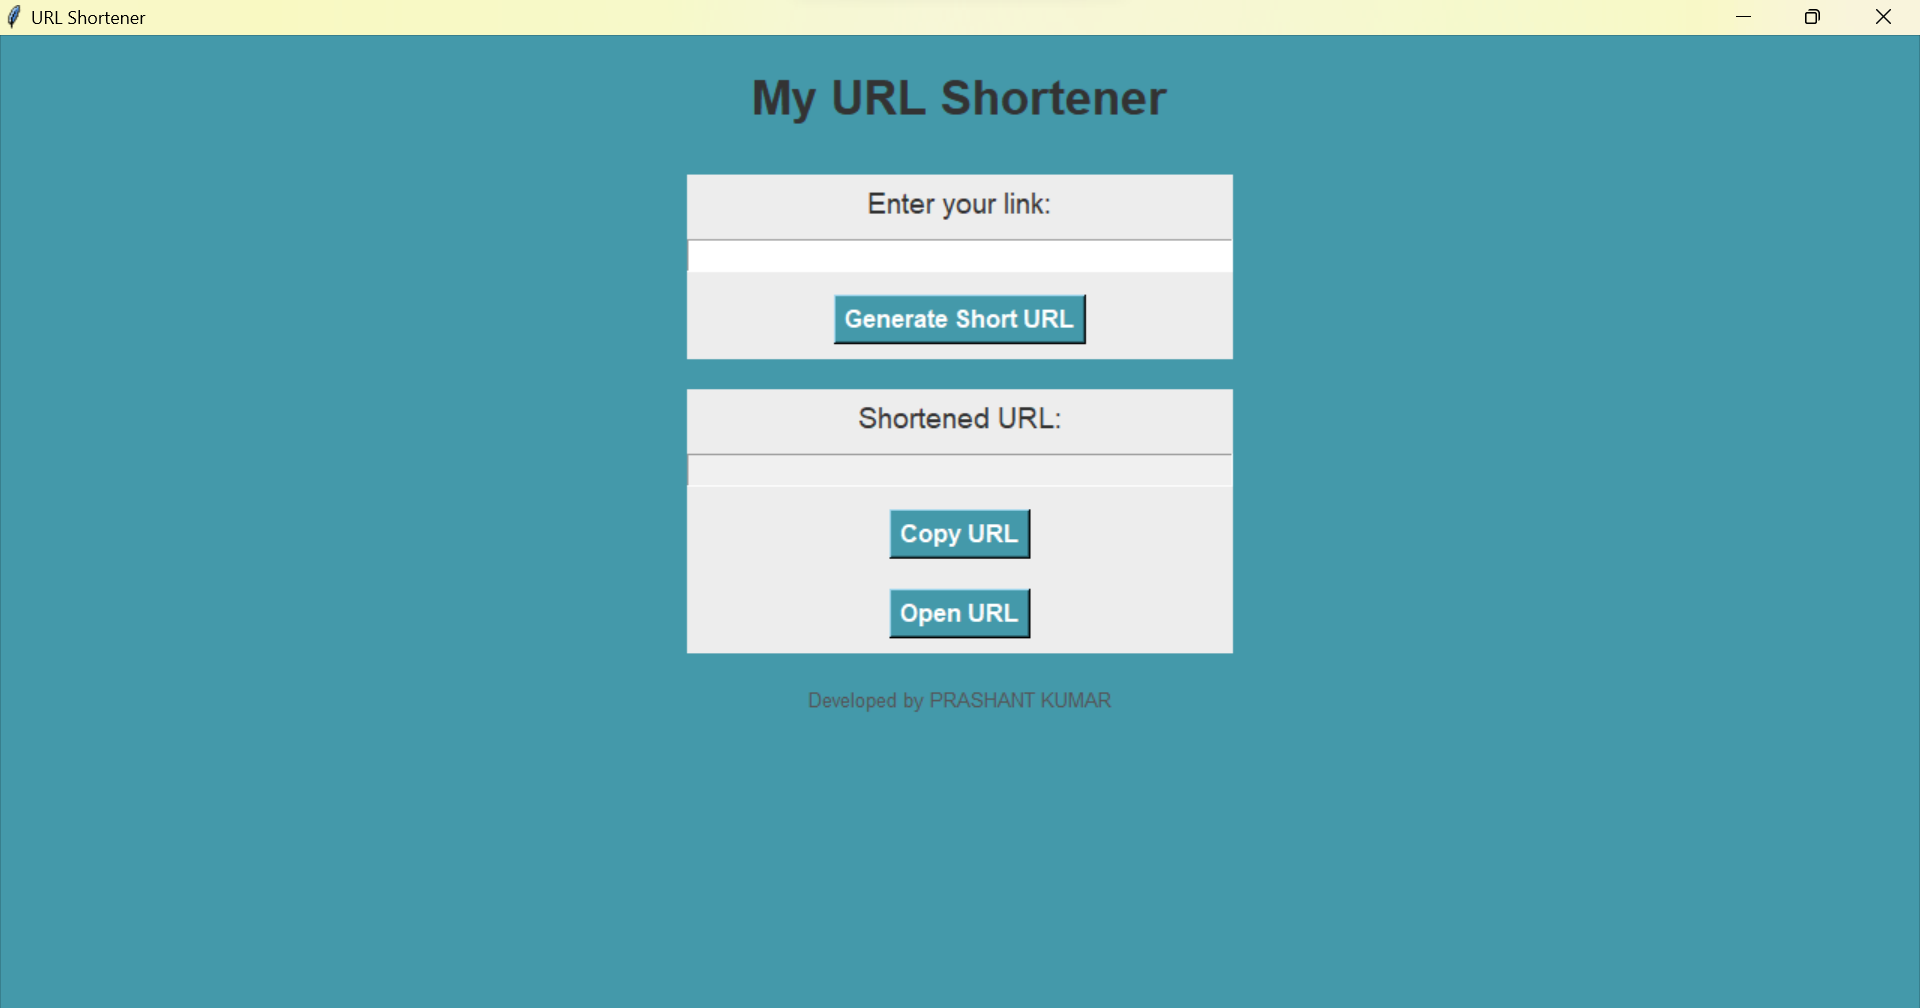 URL Shortener
My URL Shortener
Enter your link:
Generate Short URL
Shortened URL:
Copy URL
Open URL
Developed by PRASHANT KUMAR